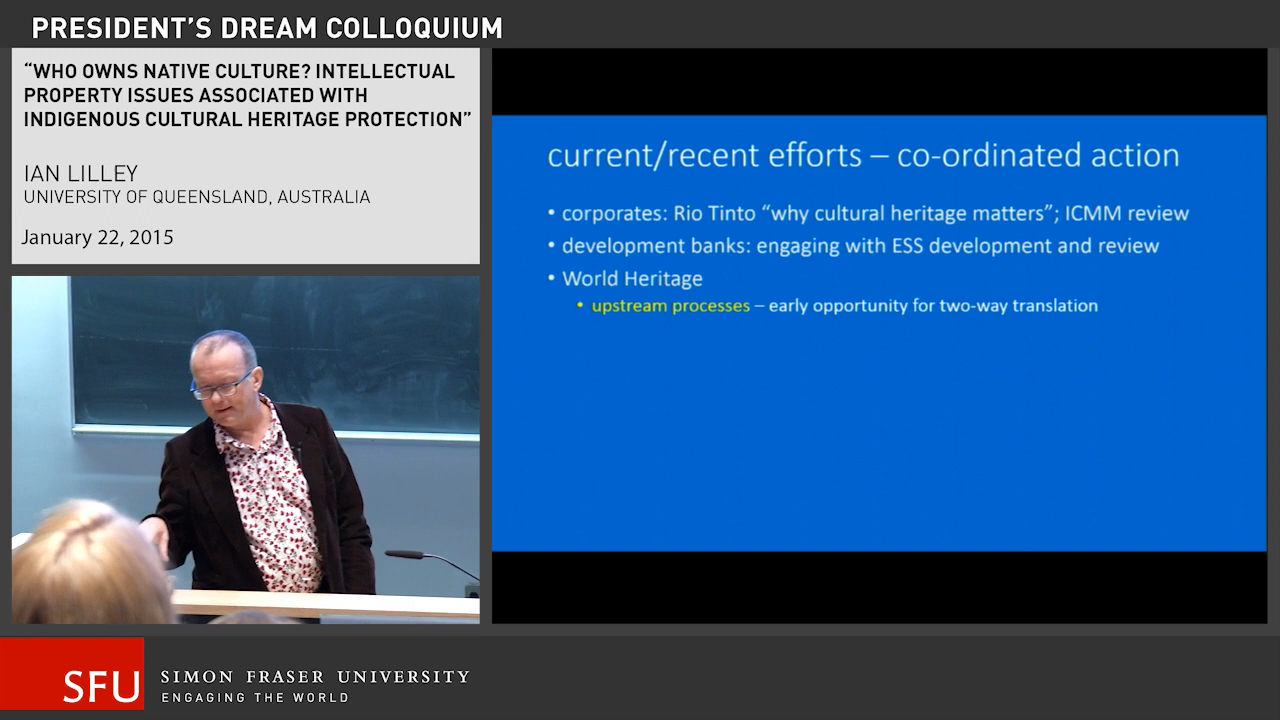 PRESIDENT'S DREAM COLLOQUIUM
“WHO OWNS NATIVE CULTURE? INTELLECTUAL
PROPERTY ISSUES ASSOCIATED WITH
INDIGENOUS CULTURAL HERITAGE PROTECTION”
IAN LILLEY
UNIVERSITY OF QUEENSLAND, AUSTRALIA
January 22, 2015
current/recent efforts – co-ordinated action
• corporates: Rio Tinto “why cultural heritage matters”; ICMM review
• development banks: engaging with ESS development and review
• World Heritage
• upstream processes – early opportunity for two-way translation
SFU
SIMON FRASER UNIVERSITY
ENGAGING THE WORLD